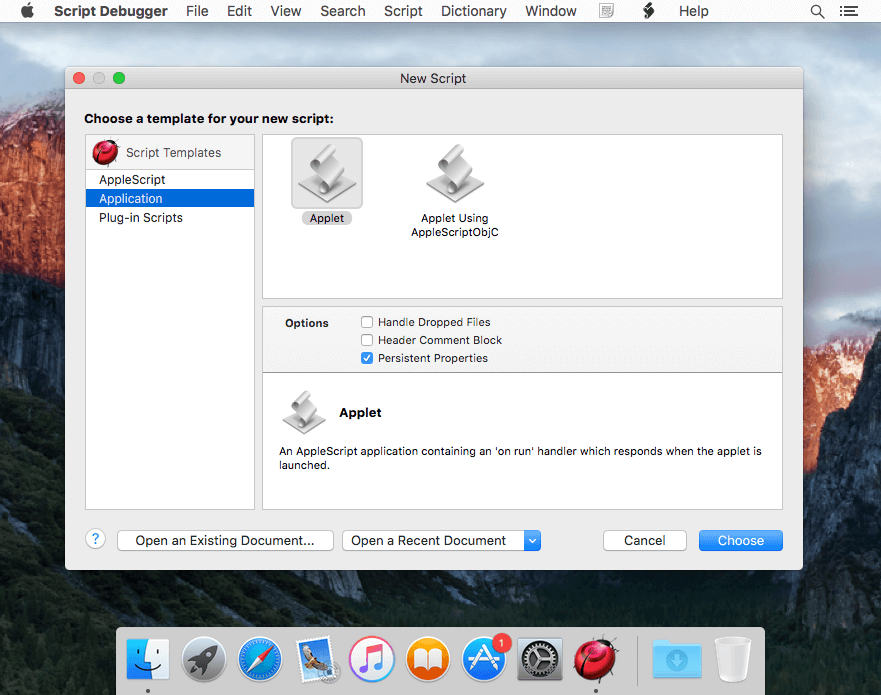 Script Debugger File Edit View Search Script Dictionary Window Help
New Script
Choose a template for your new script:
Script Templates
AppleScript
Application
Plug-in Scripts
Applet
Applet Using
AppleScriptObjC
Options
Handle Dropped Files
Header Comment Block
Persistent Properties
Applet
An AppleScript application containing an 'on run' handler which responds when the applet is
launched.
? Open an Existing Document... Open a Recent Document Cancel Choose
1